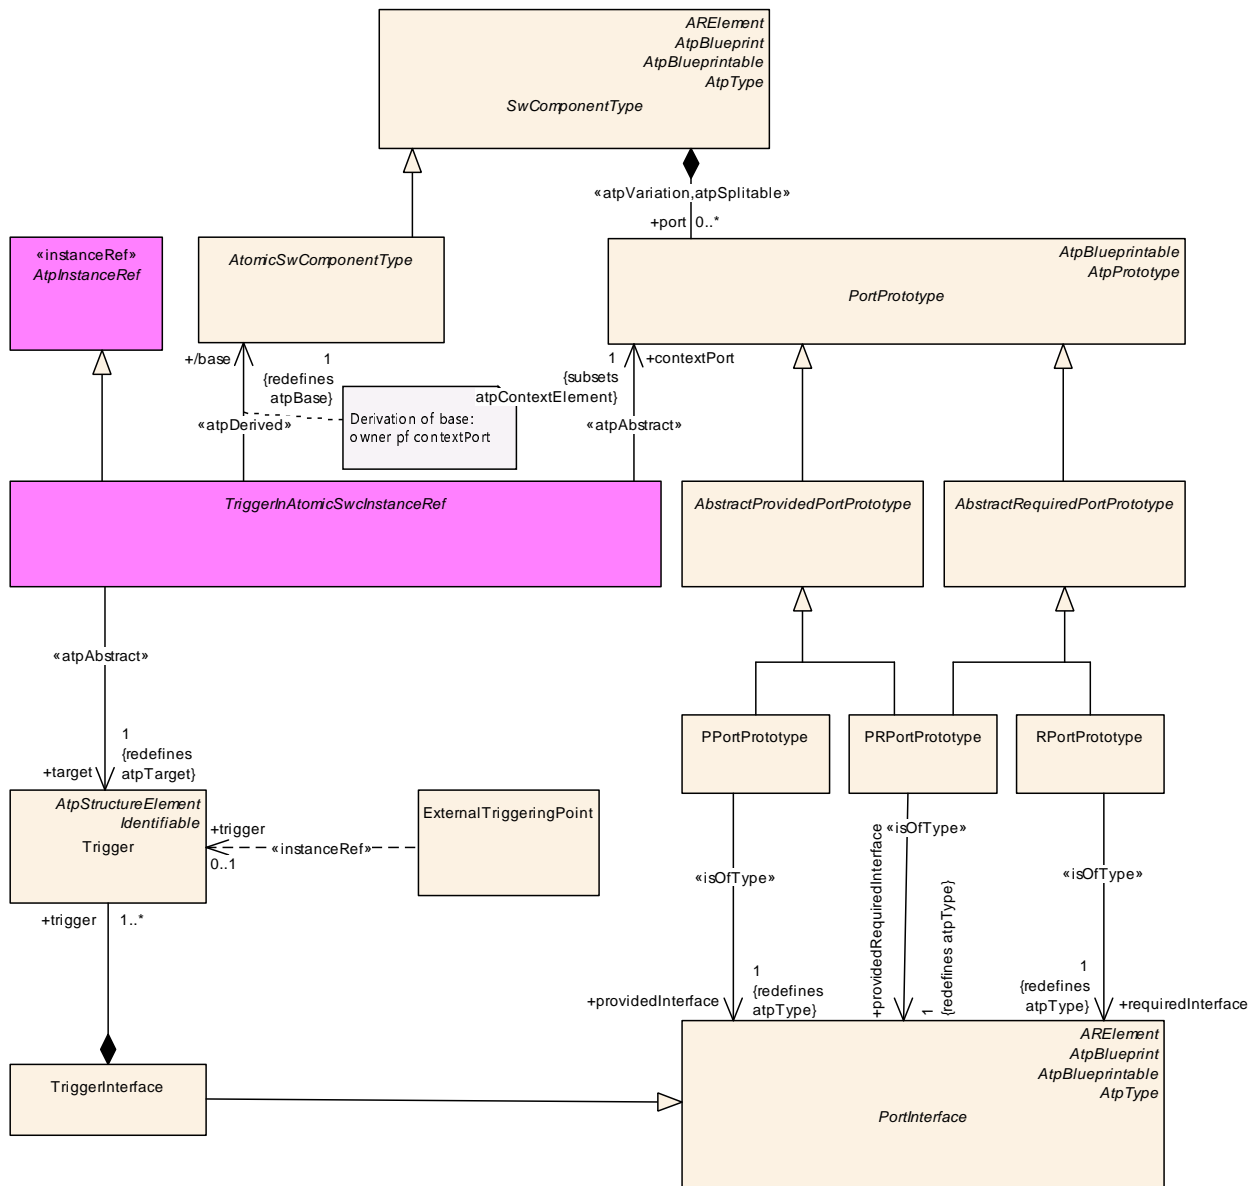 ARElement
AtpBlueprint
AtpBlueprintable
AtpType
SwComponentType
«atpVariation,atpSplitable»
+port 0..*
«instanceRef»
AtpInstanceRef
AtomicSwComponentType
AtpBlueprintable
AtpPrototype
PortPrototype
+/base
1
{redefines
atpBase}
«atpDerived»
Derivation of base:
owner pf contextPort
1
{subsets
atpContextElement}
+contextPort
«atpAbstract»
TriggerInAtomicSwcInstanceRef
AbstractProvidedPortPrototype
AbstractRequiredPortPrototype
«atpAbstract»
1
{redefines
atpTarget}
+target
PPortPrototype
PRPortPrototype
RPortPrototype
AtpStructureElement
Identifiable
Trigger
+trigger
0..1
«instanceRef»
ExternalTriggeringPoint
«isOfType»
«isOfType»
«isOfType»
+trigger 1..*
+providedInterface
1
{redefines
atpType}
+providedRequiredInterface
1
{redefines atpType}
1
{redefines
atpType}
+requiredInterface
TriggerInterface
ARElement
AtpBlueprint
AtpBlueprintable
AtpType
PortInterface